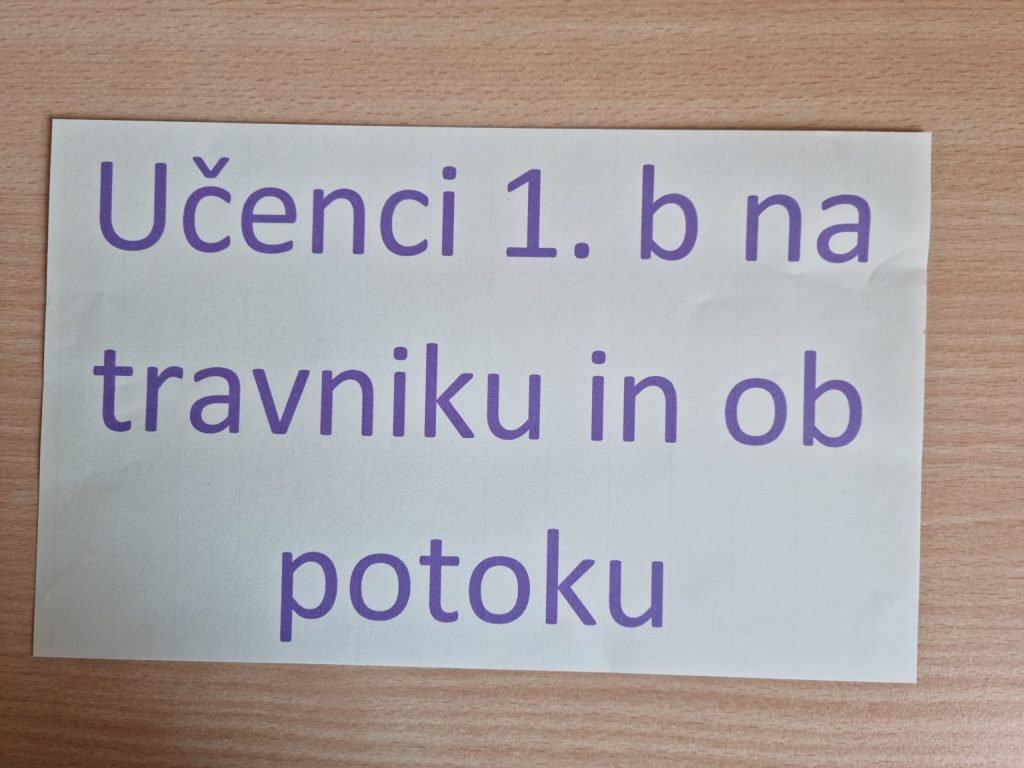 Učenci 1. b na
travniku in ob
potoku